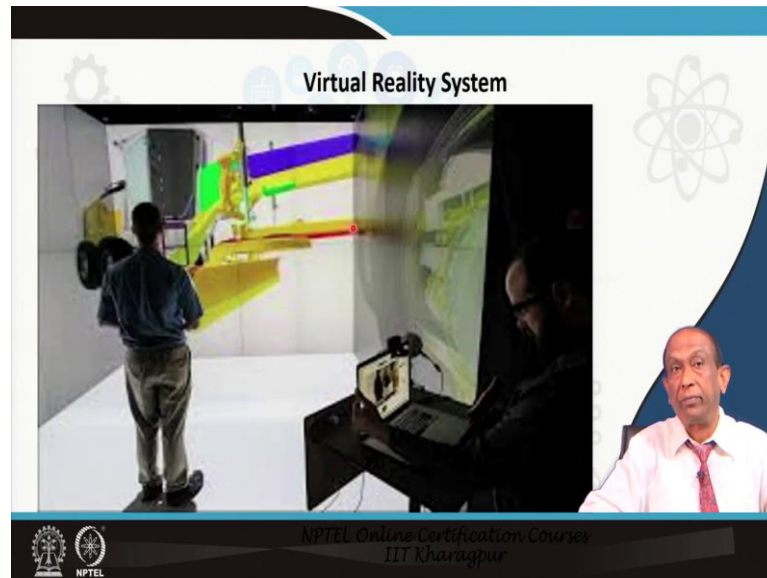 Virtual Reality System
NPTEL Online Certification Courses
IIT Kharagpur
NPTEL